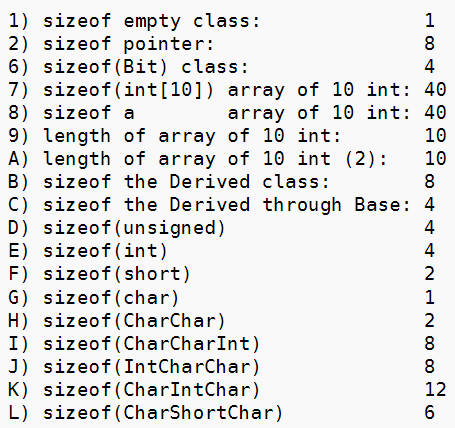 1) sizeof empty class:              1
2) sizeof pointer:                  8
6) sizeof(Bit) class:               4
7) sizeof(int[10]) array of 10 int: 40
8) sizeof a        array of 10 int: 40
9) length of array of 10 int:       10
A) length of array of 10 int (2):   10
B) sizeof the Derived class:        8
C) sizeof the Derived through Base: 4
D) sizeof(unsigned)                 4
E) sizeof(int)                      4
F) sizeof(short)                    2
G) sizeof(char)                     1
H) sizeof(CharChar)                 2
I) sizeof(CharCharInt)              8
J) sizeof(IntCharChar)              8
K) sizeof(CharIntChar)              12
L) sizeof(CharShortChar)            6